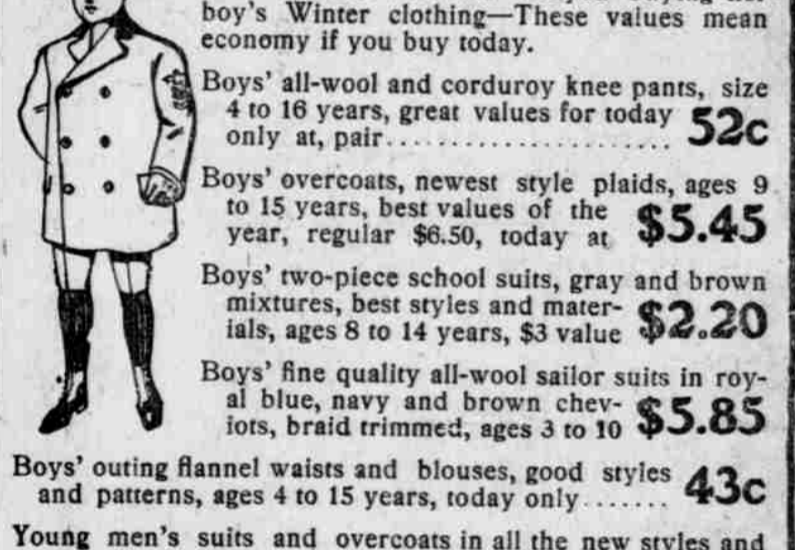 boy's Winter clothing—These values mean
economy if you buy today.
Boys' all-wool and corduroy knee pants, size
4 to 16 years, great values for today
only at, pair...................... 52c
Boys' overcoats, newest style plaids, ages 9
to 15 years, best values of the
year, regular $6.50, today at $5.45
Boys' two-piece school suits, gray and brown
mixtures, best styles and mater-
ials, ages 8 to 14 years, $3 value $2.20
Boys' fine quality all-wool sailor suits in roy-
al blue, navy and brown chev-
iots, braid trimmed, ages 3 to 10 $5.85
Boys' outing flannel waists and blouses, good styles
and patterns, ages 4 to 15 years, today only....... 43c
Young men's suits and overcoats in all the new styles and